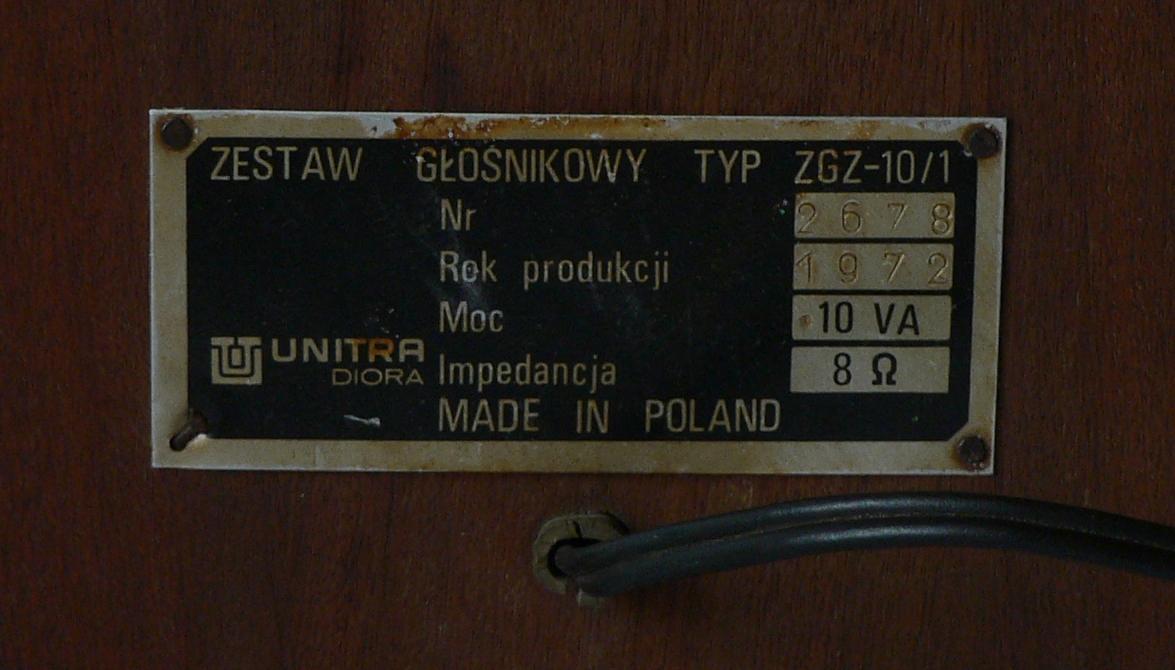 ZESTAW GŁOŚNIKOWY TYP ZGZ-10/1
Nr 2678
Rok produkcji 1972
Moc 10 VA
UNITRA
DIORA
Impedancja 8 Ω
MADE IN POLAND